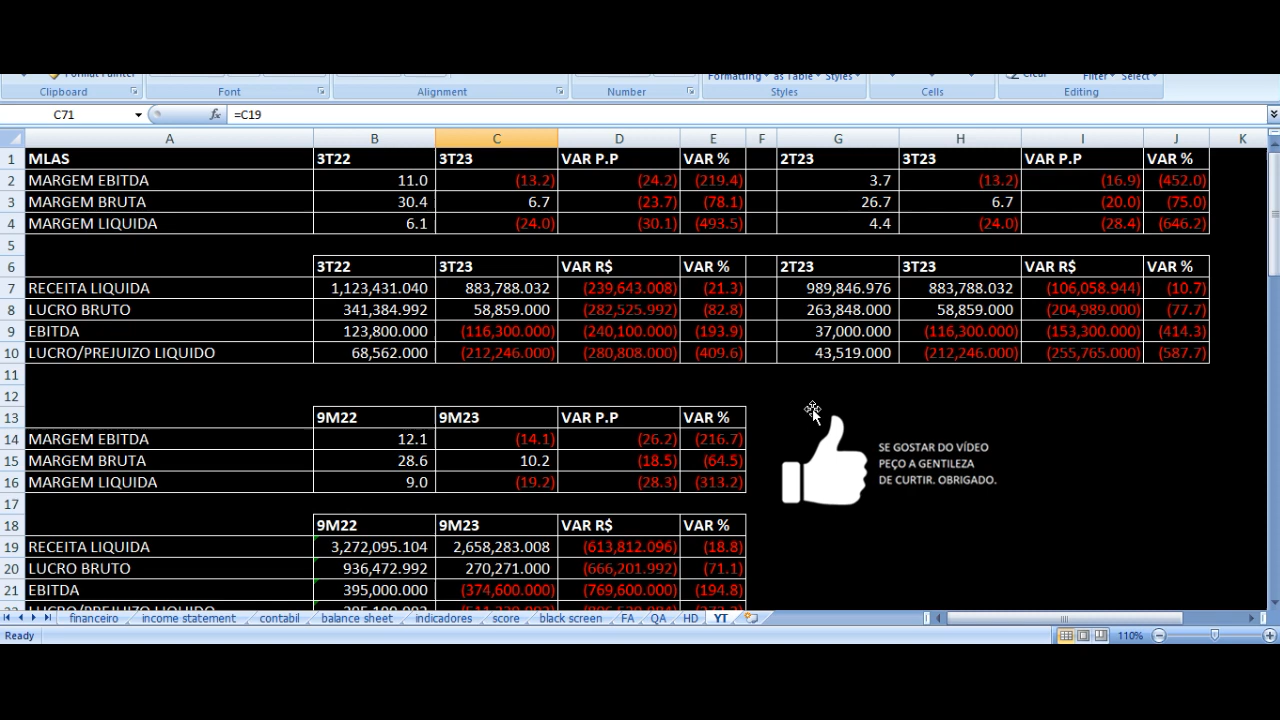 Clipboard Font Alignment Number Styles Cells Editing
Formatting as Table Styles Clear Filter Select
C71 =C19
A B C D E F G H I J K
1 MLAS 3T22 3T23 VAR P.P VAR % 2T23 3T23 VAR P.P VAR %
2 MARGEM EBITDA 11.0 (13.2) (24.2) (219.4) 3.7 (13.2) (16.9) (452.0)
3 MARGEM BRUTA 30.4 6.7 (23.7) (78.1) 26.7 6.7 (20.0) (75.0)
4 MARGEM LIQUIDA 6.1 (24.0) (30.1) (493.5) 4.4 (24.0) (28.4) (646.2)
5
6 3T22 3T23 VAR R$ VAR % 2T23 3T23 VAR R$ VAR %
7 RECEITA LIQUIDA 1,123,431.040 883,788.032 (239,643.008) (21.3) 989,846.976 883,788.032 (106,058.944) (10.7)
8 LUCRO BRUTO 341,384.992 58,859.000 (282,525.992) (82.8) 263,848.000 58,859.000 (204,989.000) (77.7)
9 EBITDA 123,800.000 (116,300.000) (240,100.000) (193.9) 37,000.000 (116,300.000) (153,300.000) (414.3)
10 LUCRO/PREJUIZO LIQUIDO 68,562.000 (212,246.000) (280,808.000) (409.6) 43,519.000 (212,246.000) (255,765.000) (587.7)
11
12
13 9M22 9M23 VAR P.P VAR %
14 MARGEM EBITDA 12.1 (14.1) (26.2) (216.7)
15 MARGEM BRUTA 28.6 10.2 (18.5) (64.5)
16 MARGEM LIQUIDA 9.0 (19.2) (28.3) (313.2)
SE GOSTAR DO VÍDEO
PEÇO A GENTILEZA
DE CURTIR. OBRIGADO.
17
18 9M22 9M23 VAR R$ VAR %
19 RECEITA LIQUIDA 3,272,095.104 2,658,283.008 (613,812.096) (18.8)
20 LUCRO BRUTO 936,472.992 270,271.000 (666,201.992) (71.1)
21 EBITDA 395,000.000 (374,600.000) (769,600.000) (194.8)
LUCRO/PREJUIZO LIQUIDO
financeiro income statement contabil balance sheet indicadores score black screen FA QA HD YT
Ready 110%